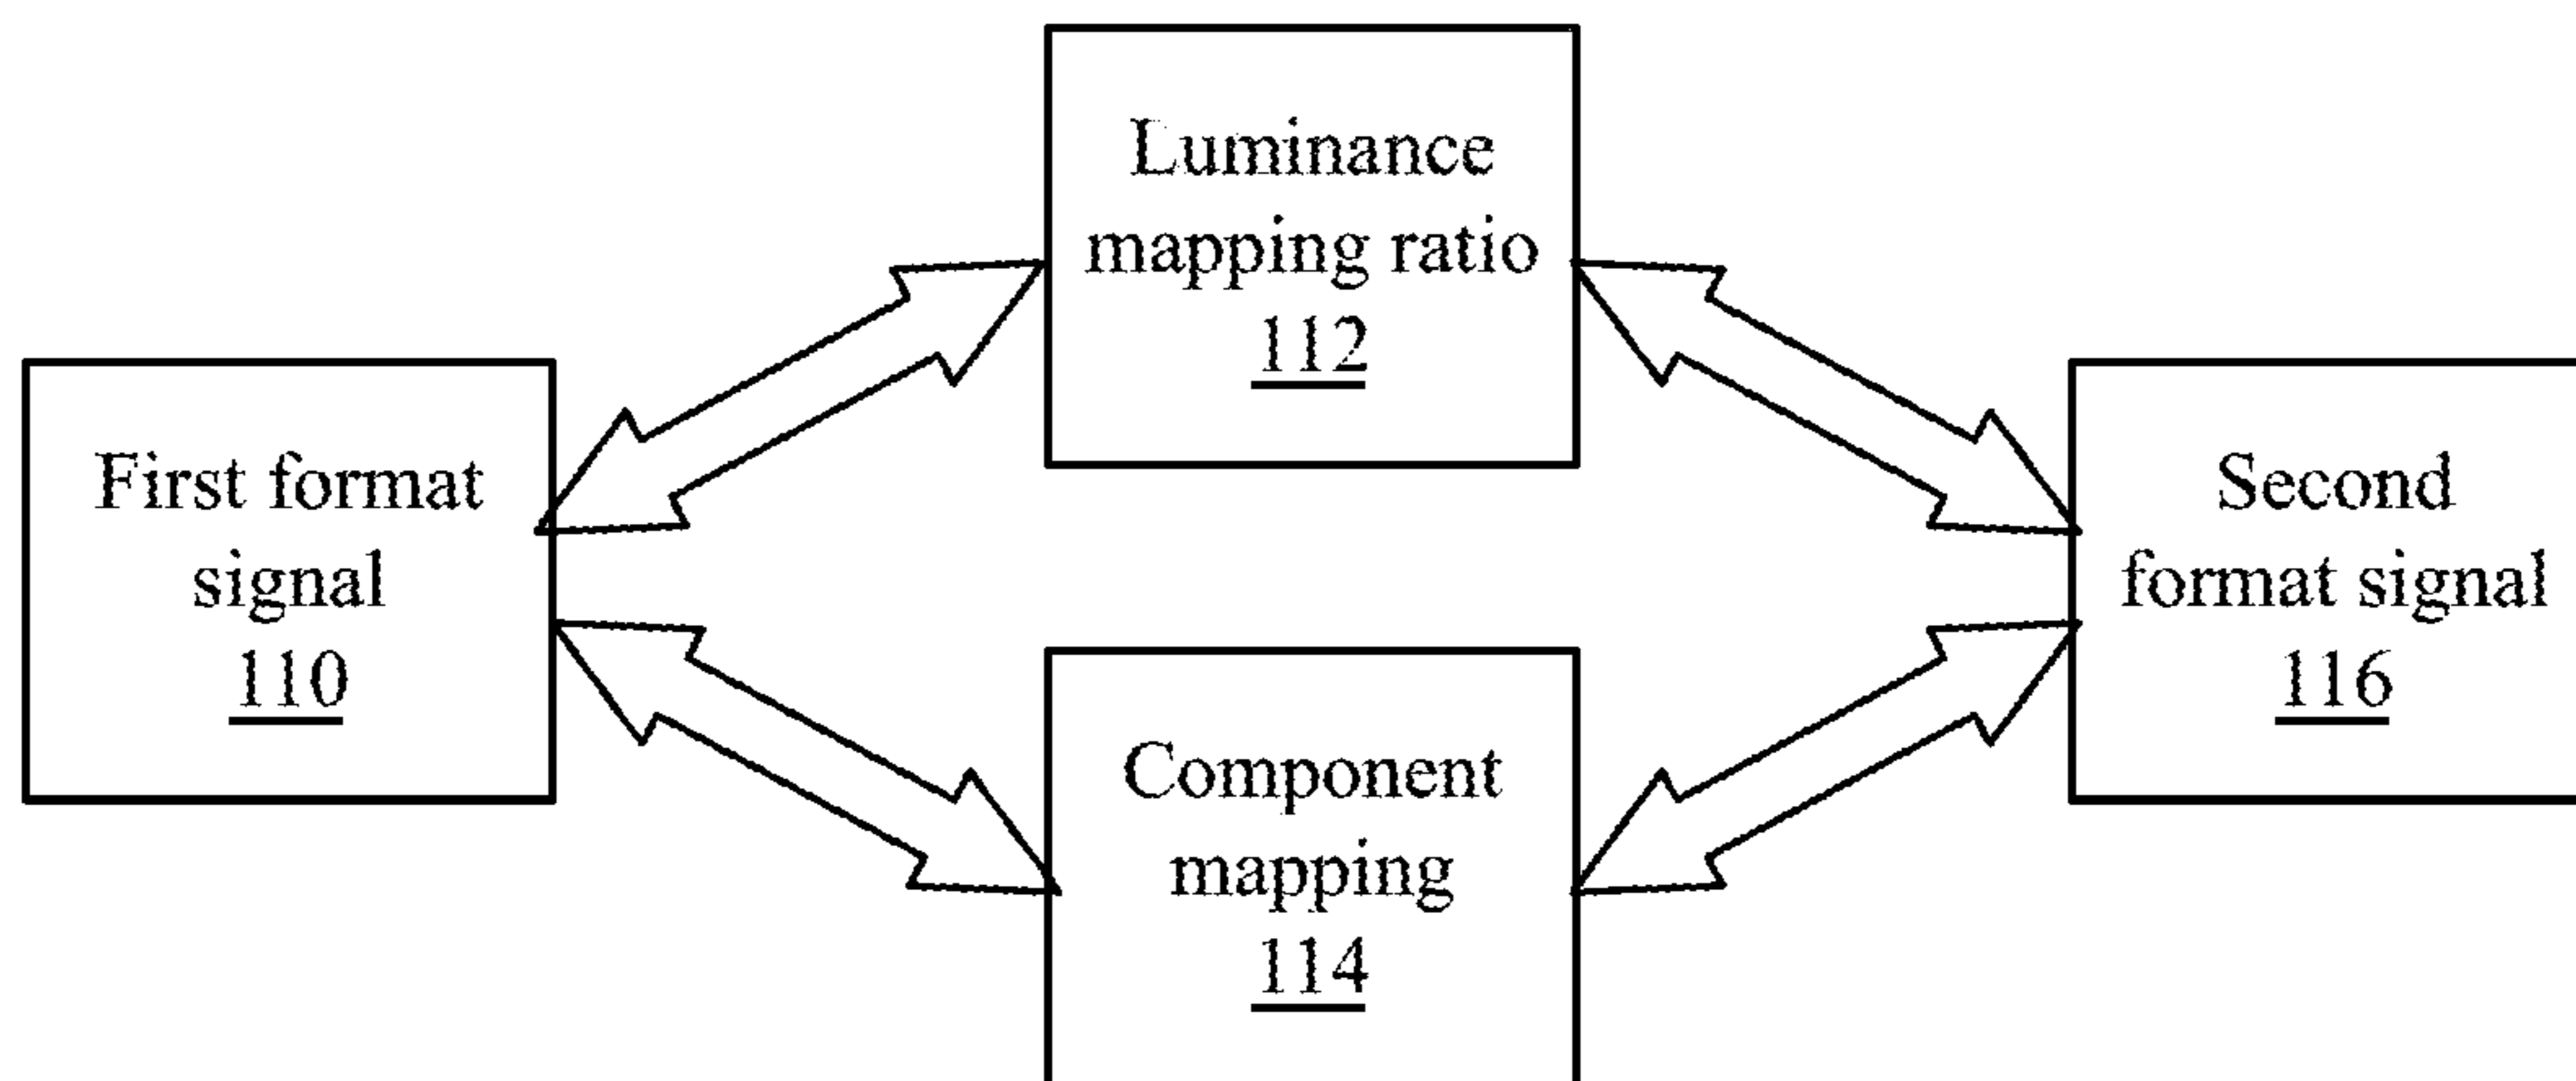 Luminance
mapping ratio
112
First format
signal
110
Second
format signal
116
Component
mapping
114